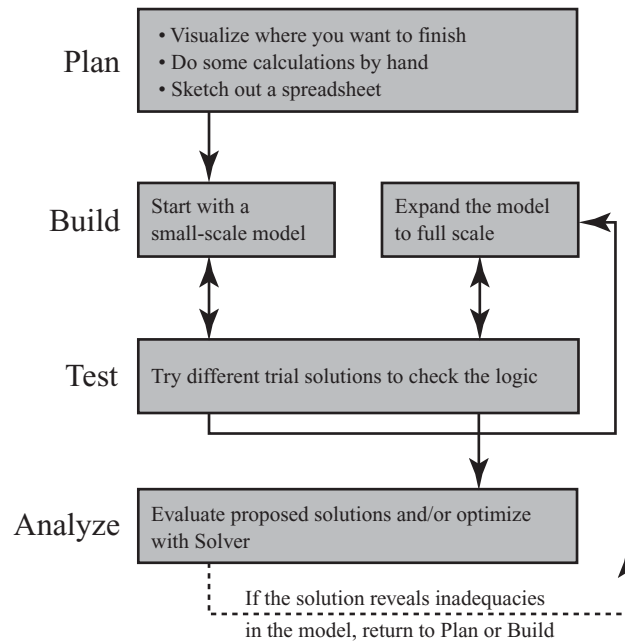 Plan
• Visualize where you want to finish
• Do some calculations by hand
• Sketch out a spreadsheet
Build
Start with a
small-scale model
Expand the model
to full scale
Test
Try different trial solutions to check the logic
Analyze
Evaluate proposed solutions and/or optimize
with Solver
If the solution reveals inadequacies
in the model, return to Plan or Build